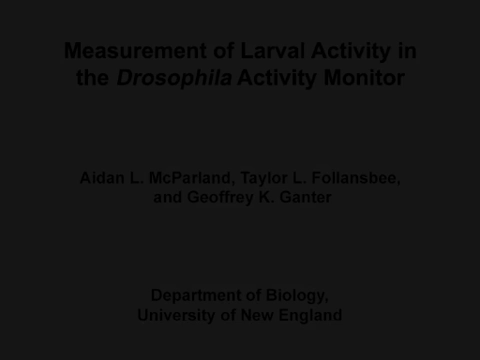 Measurement of Larval Activity in
the Drosophila Activity Monitor
Aidan L. McParland, Taylor L. Follansbee,
and Geoffrey K. Ganter
Department of Biology,
University of New England